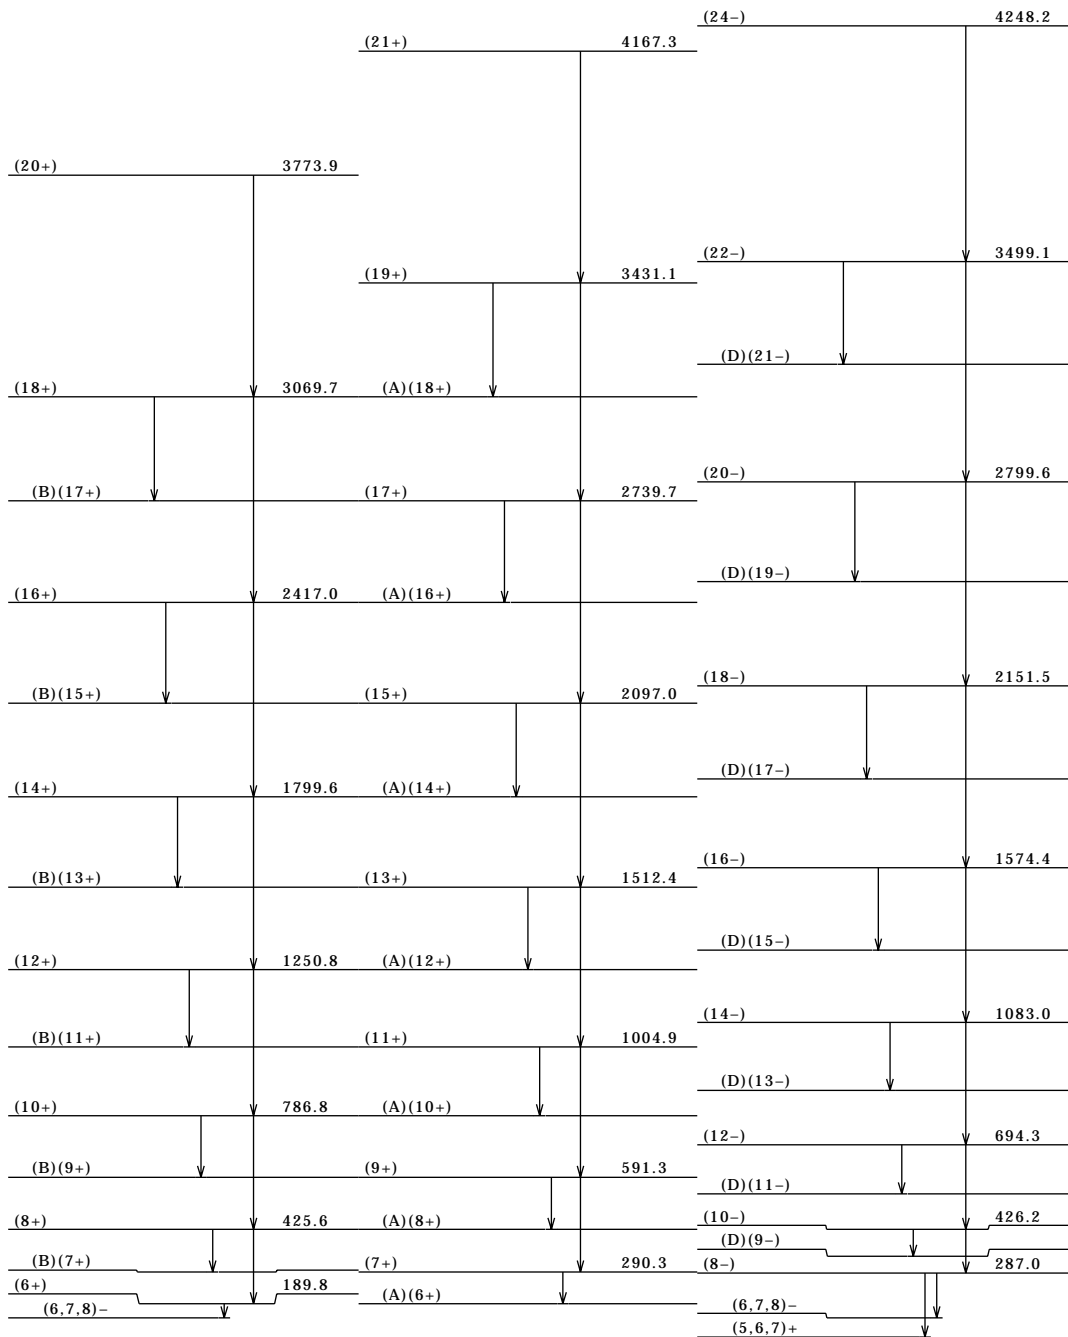 (24–) 4248.2
(21+) 4167.3
(20+) 3773.9
(22–) 3499.1
(19+) 3431.1
(D)(21–)
(18+) 3069.7 (A)(18+)
(20–) 2799.6
(B)(17+) (17+) 2739.7
(D)(19–)
(16+) 2417.0 (A)(16+)
(18–) 2151.5
(B)(15+) (15+) 2097.0
(D)(17–)
(14+) 1799.6 (A)(14+)
(16–) 1574.4
(B)(13+) (13+) 1512.4
(D)(15–)
(12+) 1250.8 (A)(12+)
(14–) 1083.0
(B)(11+) (11+) 1004.9
(D)(13–)
(10+) 786.8 (A)(10+)
(12–) 694.3
(B)(9+) (9+) 591.3
(D)(11–)
(10–) 426.2
(8+) 425.6 (A)(8+)
(D)(9–)
(B)(7+) (7+) 290.3
(8–) 287.0
(6+) 189.8 (A)(6+)
(6,7,8)– (6,7,8)–
(5,6,7)+